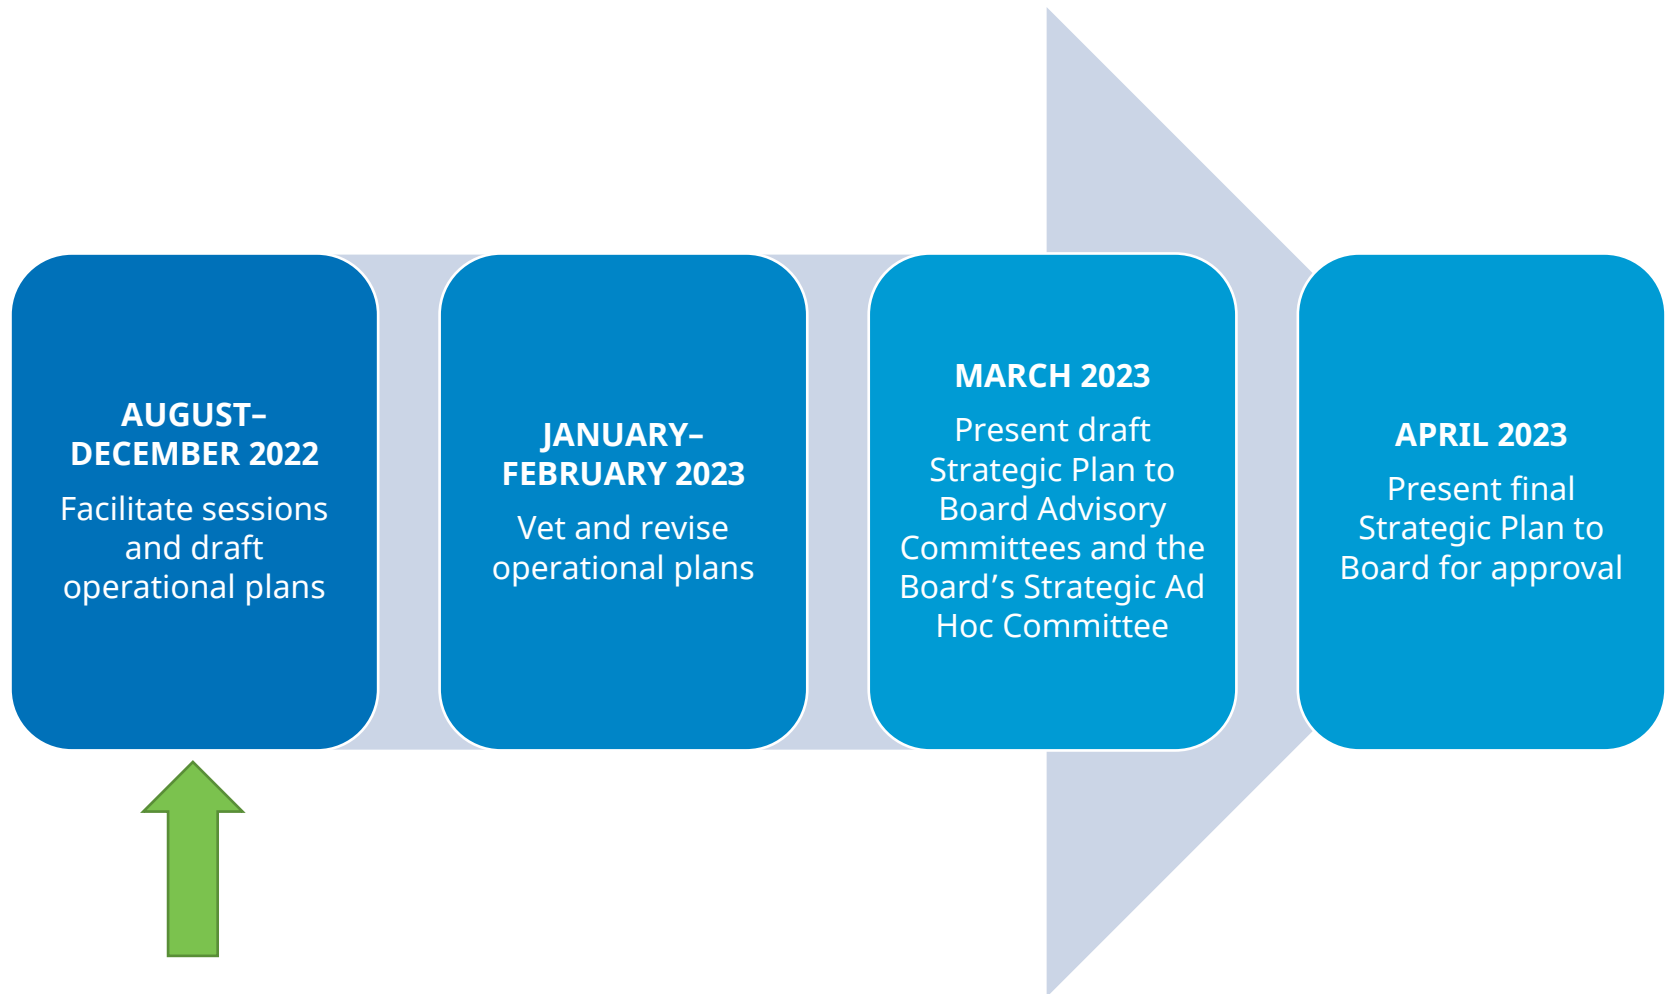 AUGUST–
DECEMBER 2022
Facilitate sessions
and draft
operational plans
JANUARY–
FEBRUARY 2023
Vet and revise
operational plans
MARCH 2023
Present draft
Strategic Plan to
Board Advisory
Committees and the
Board’s Strategic Ad
Hoc Committee
APRIL 2023
Present final
Strategic Plan to
Board for approval